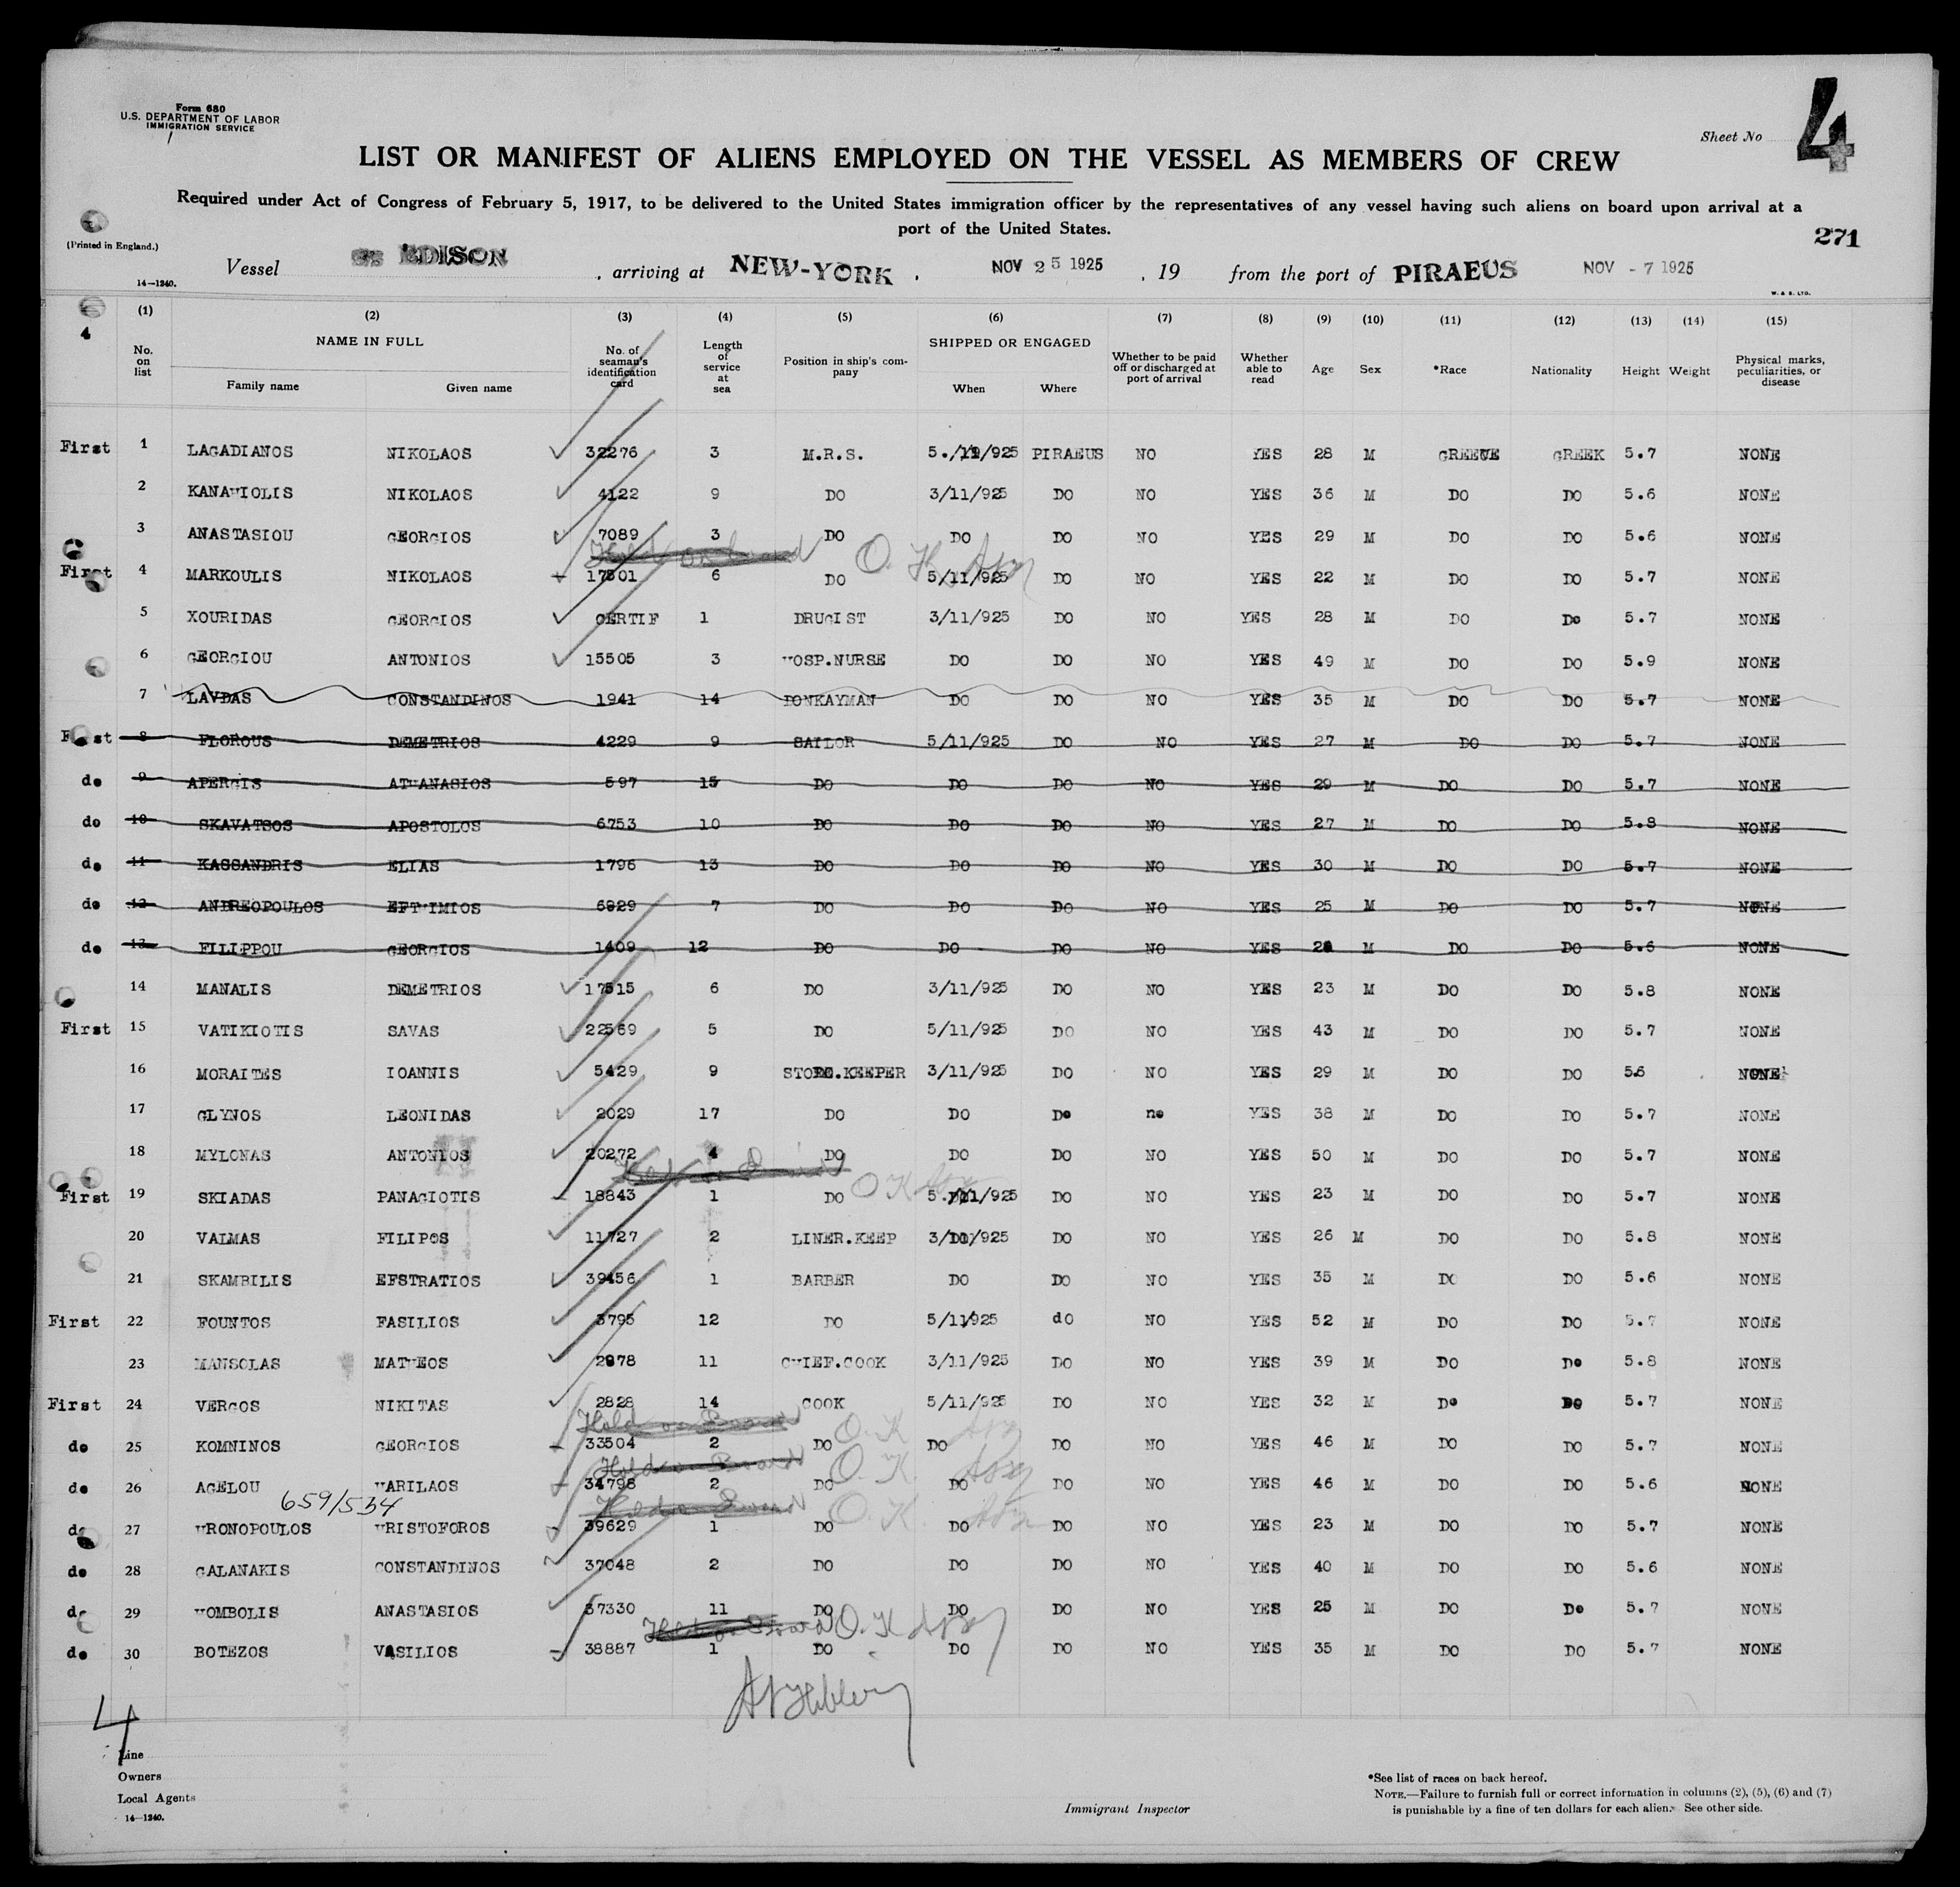 Form 680
U.S. DEPARTMENT OF LABOR
IMMIGRATION SERVICE
Sheet No 4
LIST OR MANIFEST OF ALIENS EMPLOYED ON THE VESSEL AS MEMBERS OF CREW
Required under Act of Congress of February 5, 1917, to be delivered to the United States immigration officer by the representatives of any vessel having such aliens on board upon arrival at a
port of the United States.
271
(Printed in England.)
Vessel EDISON , arriving at NEW-YORK , NOV 25 1925 , 19 from the port of PIRAEUS NOV - 7 1925
14—1240.
W. & S. LTD.
4
(1) (2) (3) (4) (5) (6) (7) (8) (9) (10) (11) (12) (13) (14) (15)
No. on list NAME IN FULL Family name Given name No. of seaman's identification card Length of service at sea Position in ship's company SHIPPED OR ENGAGED When Where Whether to be paid off or discharged at port of arrival Whether able to read Age Sex *Race Nationality Height Weight Physical marks, peculiarities, or disease
First 1 LAGADIANOS NIKOLAOS 32276 3 M.R.S. 5./11/925 PIRAEUS NO YES 28 M GREEK GREEK 5.7 NONE
2 KANAHIOLIS NIKOLAOS 4122 9 DO 3/11/925 DO NO YES 36 M DO DO 5.6 NONE
3 ANASTASIOU GEORGIOS 7089 3 DO DO DO NO YES 29 M DO DO 5.6 NONE
Hold on board O.K.
First 4 MARKOULIS NIKOLAOS 17501 6 DO 5/11/925 DO NO YES 22 M DO DO 5.7 NONE
5 XOURIDAS GEORGIOS CERTIF 1 DRUGIST 3/11/925 DO NO YES 28 M DO Do 5.7 NONE
6 GEORGIOU ANTONIOS 15505 3 HOSP.NURSE DO DO NO YES 49 M DO DO 5.9 NONE
7 LAVDAS CONSTANDINOS 1941 14 DONKAYMAN DO DO NO YES 35 M DO DO 5.7 NONE
First 8 FLOROUS DEMETRIOS 4229 9 SAILOR 5/11/925 DO NO YES 27 M DO DO 5.7 NONE
do 9 APERGIS ATHANASIOS 597 15 DO DO DO NO YES 29 M DO DO 5.7 NONE
do 10 SKAVATSOS APOSTOLOS 6753 10 DO DO DO NO YES 27 M DO DO 5.8 NONE
do 11 KASSANDRIS ELIAS 1796 13 DO DO DO NO YES 30 M DO DO 5.7 NONE
do 12 ANDREOPOULOS EFTHIMIOS 6929 7 DO DO Do NO YES 25 M DO DO 5.7 NONE
do 13 FILIPPOU GEORGIOS 1409 12 DO DO DO NO YES 28 M DO DO 5.6 NONE
14 MANALIS DEMETRIOS 17515 6 DO 3/11/925 DO NO YES 23 M DO DO 5.8 NONE
First 15 VATIKIOTIS SAVAS 22569 5 DO 5/11/925 DO NO YES 43 M DO DO 5.7 NONE
16 MORAITES IOANNIS 5429 9 STORE.KEEPER 3/11/925 DO NO YES 29 M DO DO 56 NONE
17 GLYNOS LEONIDAS 2029 17 DO DO Do no YES 38 M DO DO 5.7 NONE
18 MYLONAS ANTONIOS 20272 4 DO DO DO NO YES 50 M DO DO 5.7 NONE
Hold on Board OK
First 19 SKIADAS PANAGIOTIS 18843 1 DO 5./11/925 DO NO YES 23 M DO DO 5.7 NONE
20 VALMAS FILIPOS 11727 2 LINER.KEEP 3/11/925 DO NO YES 26 M DO DO 5.8 NONE
21 SKAMBILIS EFSTRATIOS 39456 1 BARBER DO DO NO YES 35 M DO DO 5.6 NONE
First 22 FOUNTOS FASILIOS 3795 12 DO 5/11/925 dO NO YES 52 M DO DO 5.7 NONE
23 MANSOLAS MATHEOS 2878 11 CHIEF.COOK 3/11/925 DO NO YES 39 M DO Do 5.8 NONE
First 24 VERGOS NIKITAS 2828 14 COOK 5/11/925 DO NO YES 32 M Do Do 5.7 NONE
Hold on Board O.K.
do 25 KOMNINOS GEORGIOS 33504 2 DO DO DO NO YES 46 M DO DO 5.7 NONE
Hold on Board O.K.
do 26 AGELOU HARILAOS 34798 2 DO DO DO NO YES 46 M DO DO 5.6 NONE
659/534 Hold on Board O.K.
do 27 HRONOPOULOS HRISTOFOROS 39629 1 DO DO DO NO YES 23 M DO DO 5.7 NONE
do 28 GALANAKIS CONSTANDINOS 37048 2 DO DO DO NO YES 40 M DO DO 5.6 NONE
do 29 HOMBOLIS ANASTASIOS 37330 11 DO DO DO NO YES 25 M DO Do 5.7 NONE
Hold on Board O.K
do 30 BOTEZOS VASILIOS 38887 1 DO DO DO NO YES 35 M DO DO 5.7 NONE
4
Line
Owners
Local Agents
14—1240.
Immigrant Inspector
*See list of races on back hereof.
NOTE.—Failure to furnish full or correct information in columns (2), (5), (6) and (7)
is punishable by a fine of ten dollars for each alien. See other side.